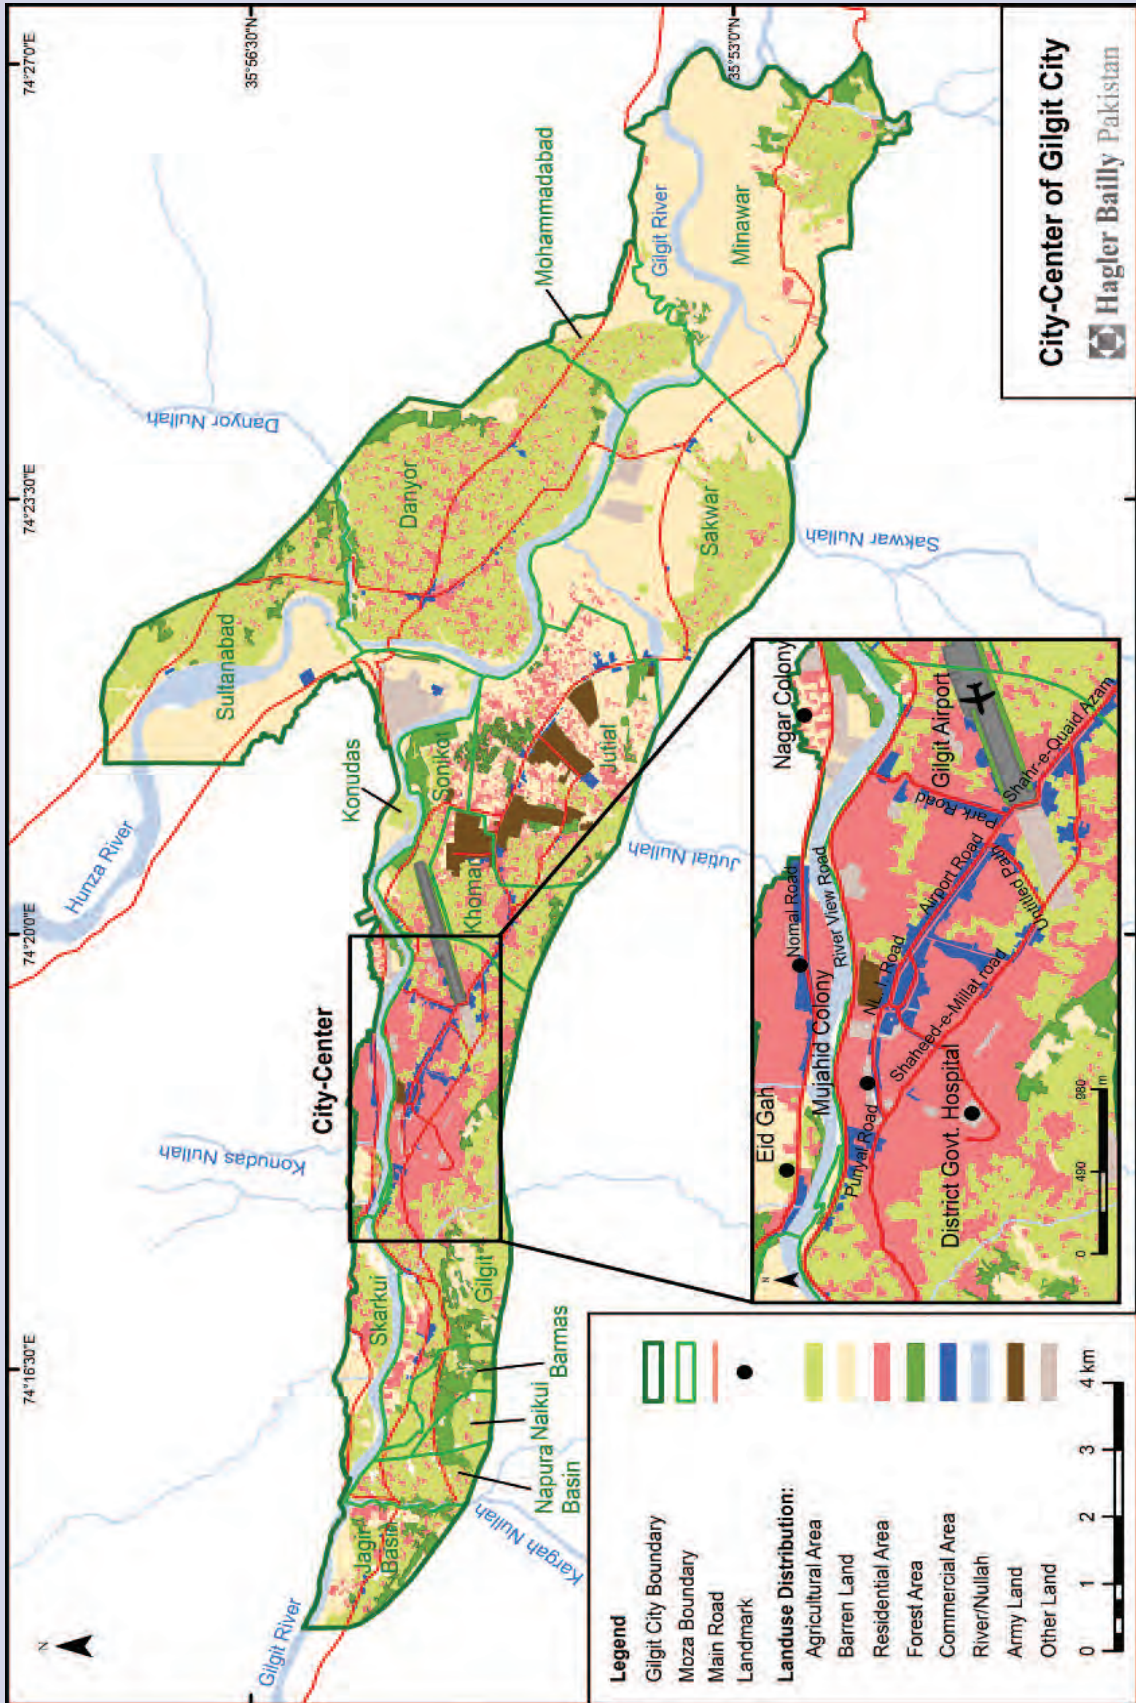 74°16'30"E
74°20'0"E
74°23'30"E
74°27'0"E
35°56'30"N
35°53'0"N
N
Gilgit River
Hunza River
Danyor Nullah
Konudas Nullah
Kargah Nullah
Jutial Nullah
Sakwar Nullah
Gilgit River
City-Center
Jagir
Basin
Napura Naikui
Basin
Barmas
Gilgit
Skarkui
Konudas
Khomar
Sonikot
Jutial
Sultanabad
Danyor
Mohammadabad
Sakwar
Minawar
Legend
Gilgit City Boundary
Moza Boundary
Main Road
Landmark
Landuse Distribution:
Agricultural Area
Barren Land
Residential Area
Forest Area
Commercial Area
River/Nullah
Army Land
Other Land
0 1 2 3 4 km
N
Eid Gah
Nomal Road
Nagar Colony
Mujahid Colony
River View Road
Punyal Road
NL.I Road
Airport Road
Park Road
Gilgit Airport
Shahr-e-Quaid Azam
Shaheed-e-Millat road
Untitled Path
District Govt. Hospital
0 490 980
m
City-Center of Gilgit City
Hagler Bailly Pakistan